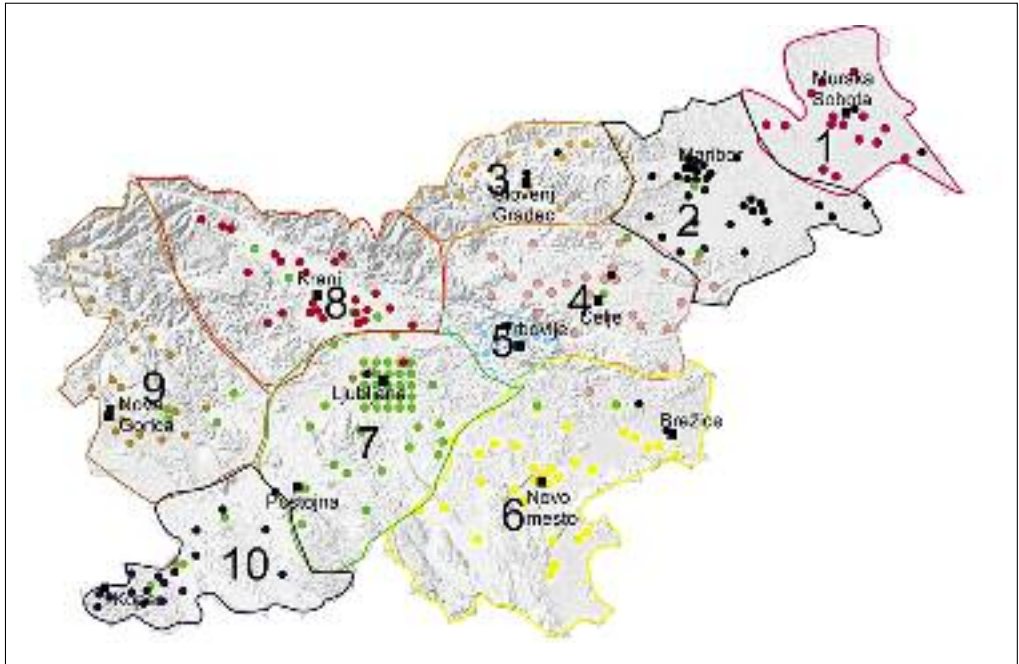 Murska
Sobota
1
Maribor
3
Slovenj
Gradec
2
Kranj
8
4
Celje
Trbovlje
5
9
Nova
Gorica
Ljubljana
7
Brežice
Postojna
6
Novo
mesto
10
Koper